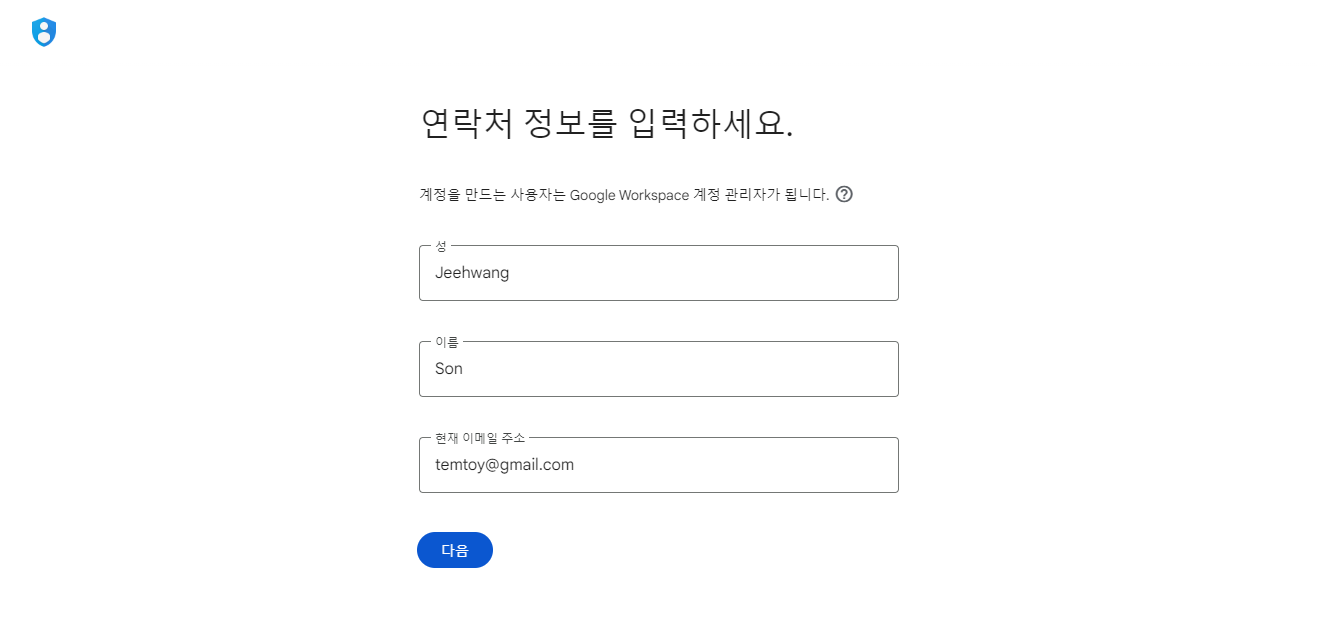 연락처 정보를 입력하세요.
계정을 만드는 사용자는 Google Workspace 계정 관리자가 됩니다.
성
Jeehwang
이름
Son
현재 이메일 주소
temtoy@gmail.com
다음